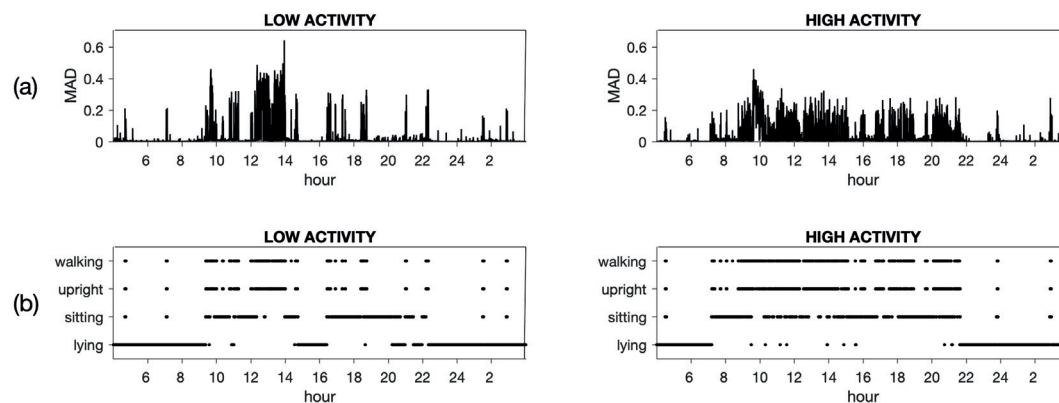 LOW ACTIVITY
HIGH ACTIVITY
(a)
MAD
0.6
0.4
0.2
0
6 8 10 12 14 16 18 20 22 24 2
hour
MAD
0.6
0.4
0.2
0
6 8 10 12 14 16 18 20 22 24 2
hour
LOW ACTIVITY
HIGH ACTIVITY
(b)
walking
upright
sitting
lying
6 8 10 12 14 16 18 20 22 24 2
hour
walking
upright
sitting
lying
6 8 10 12 14 16 18 20 22 24 2
hour